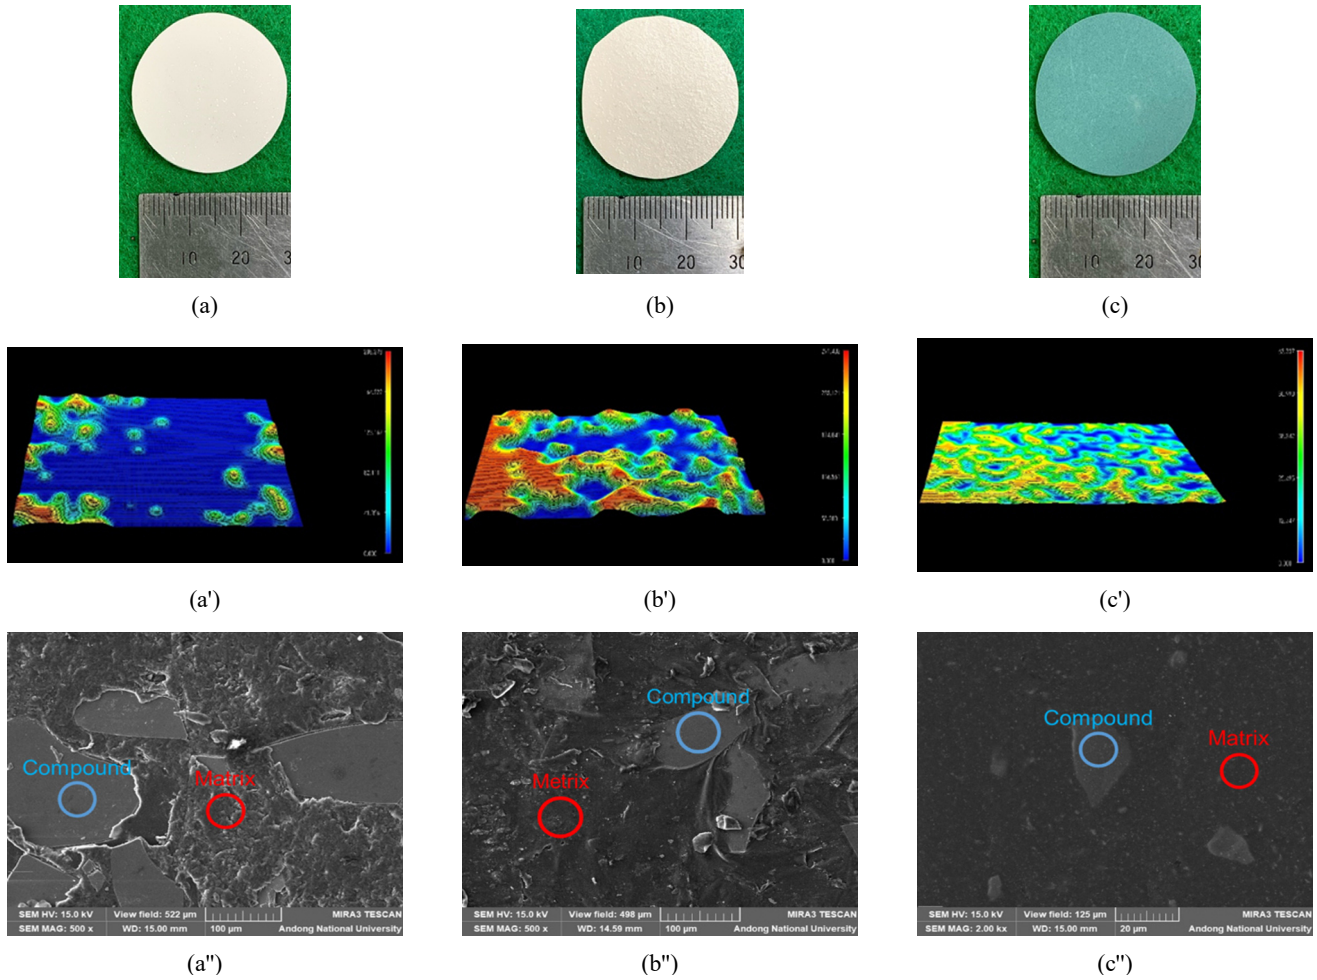 10 20 3
10 20 30
10 20 30
(a)
(b)
(c)
(a')
(b')
(c')
Compound
Matrix
SEM HV: 15.0 kV
View field: 522 µm
MIRA3 TESCAN
SEM MAG: 500 x
WD: 15.00 mm
100 µm
Andong National University
Compound
Metrix
SEM HV: 15.0 kV
View field: 498 µm
MIRA3 TESCAN
SEM MAG: 500 x
WD: 14.59 mm
100 µm
Andong National University
Compound
Matrix
SEM HV: 15.0 kV
View field: 125 µm
MIRA3 TESCAN
SEM MAG: 2.00 kx
WD: 15.00 mm
20 µm
Andong National University
(a'')
(b'')
(c'')